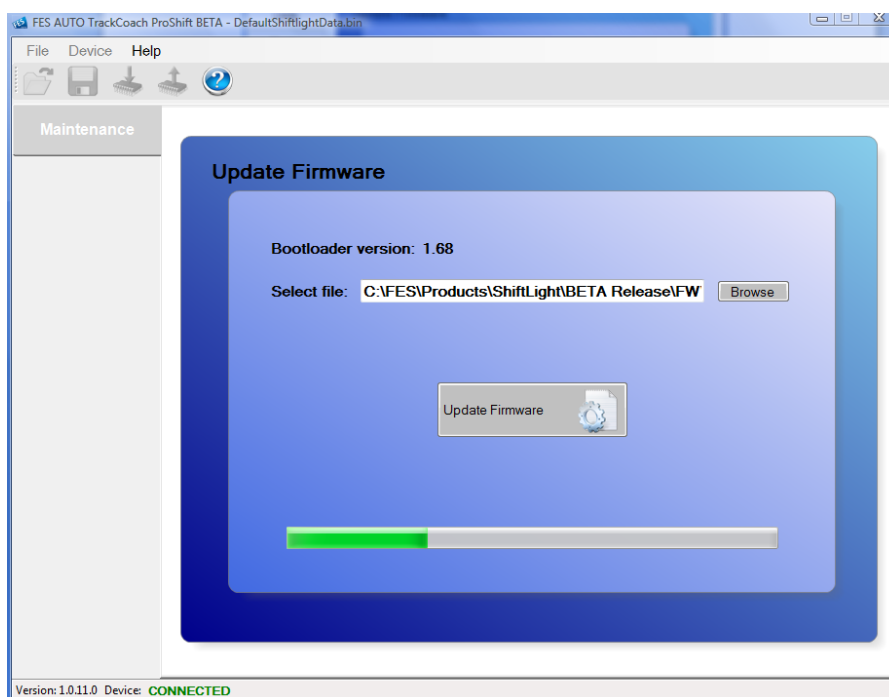 FES AUTO TrackCoach ProShift BETA - DefaultShiftlightData.bin
File Device Help
Maintenance
Update Firmware
Bootloader version: 1.68
Select file: C:\FES\Products\ShiftLight\BETA Release\FW Browse
Update Firmware
Version: 1.0.11.0 Device: CONNECTED